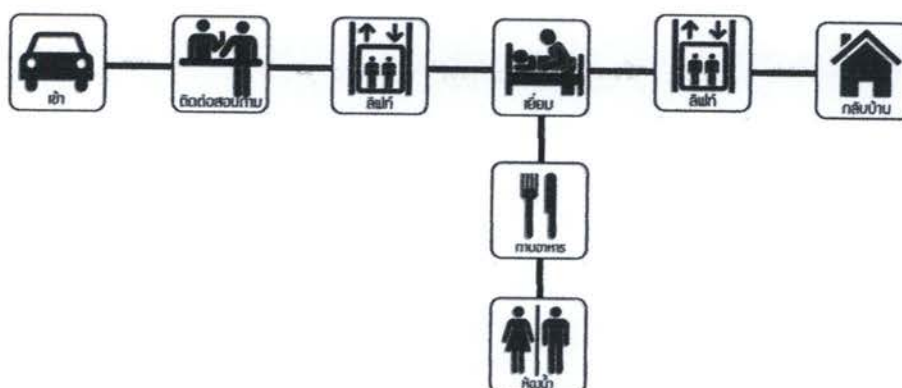 เข้า
ติดต่อสอบถาม
ลิฟท์
เยี่ยม
ลิฟท์
กลับบ้าน
ทานอาหาร
ห้องน้ำ